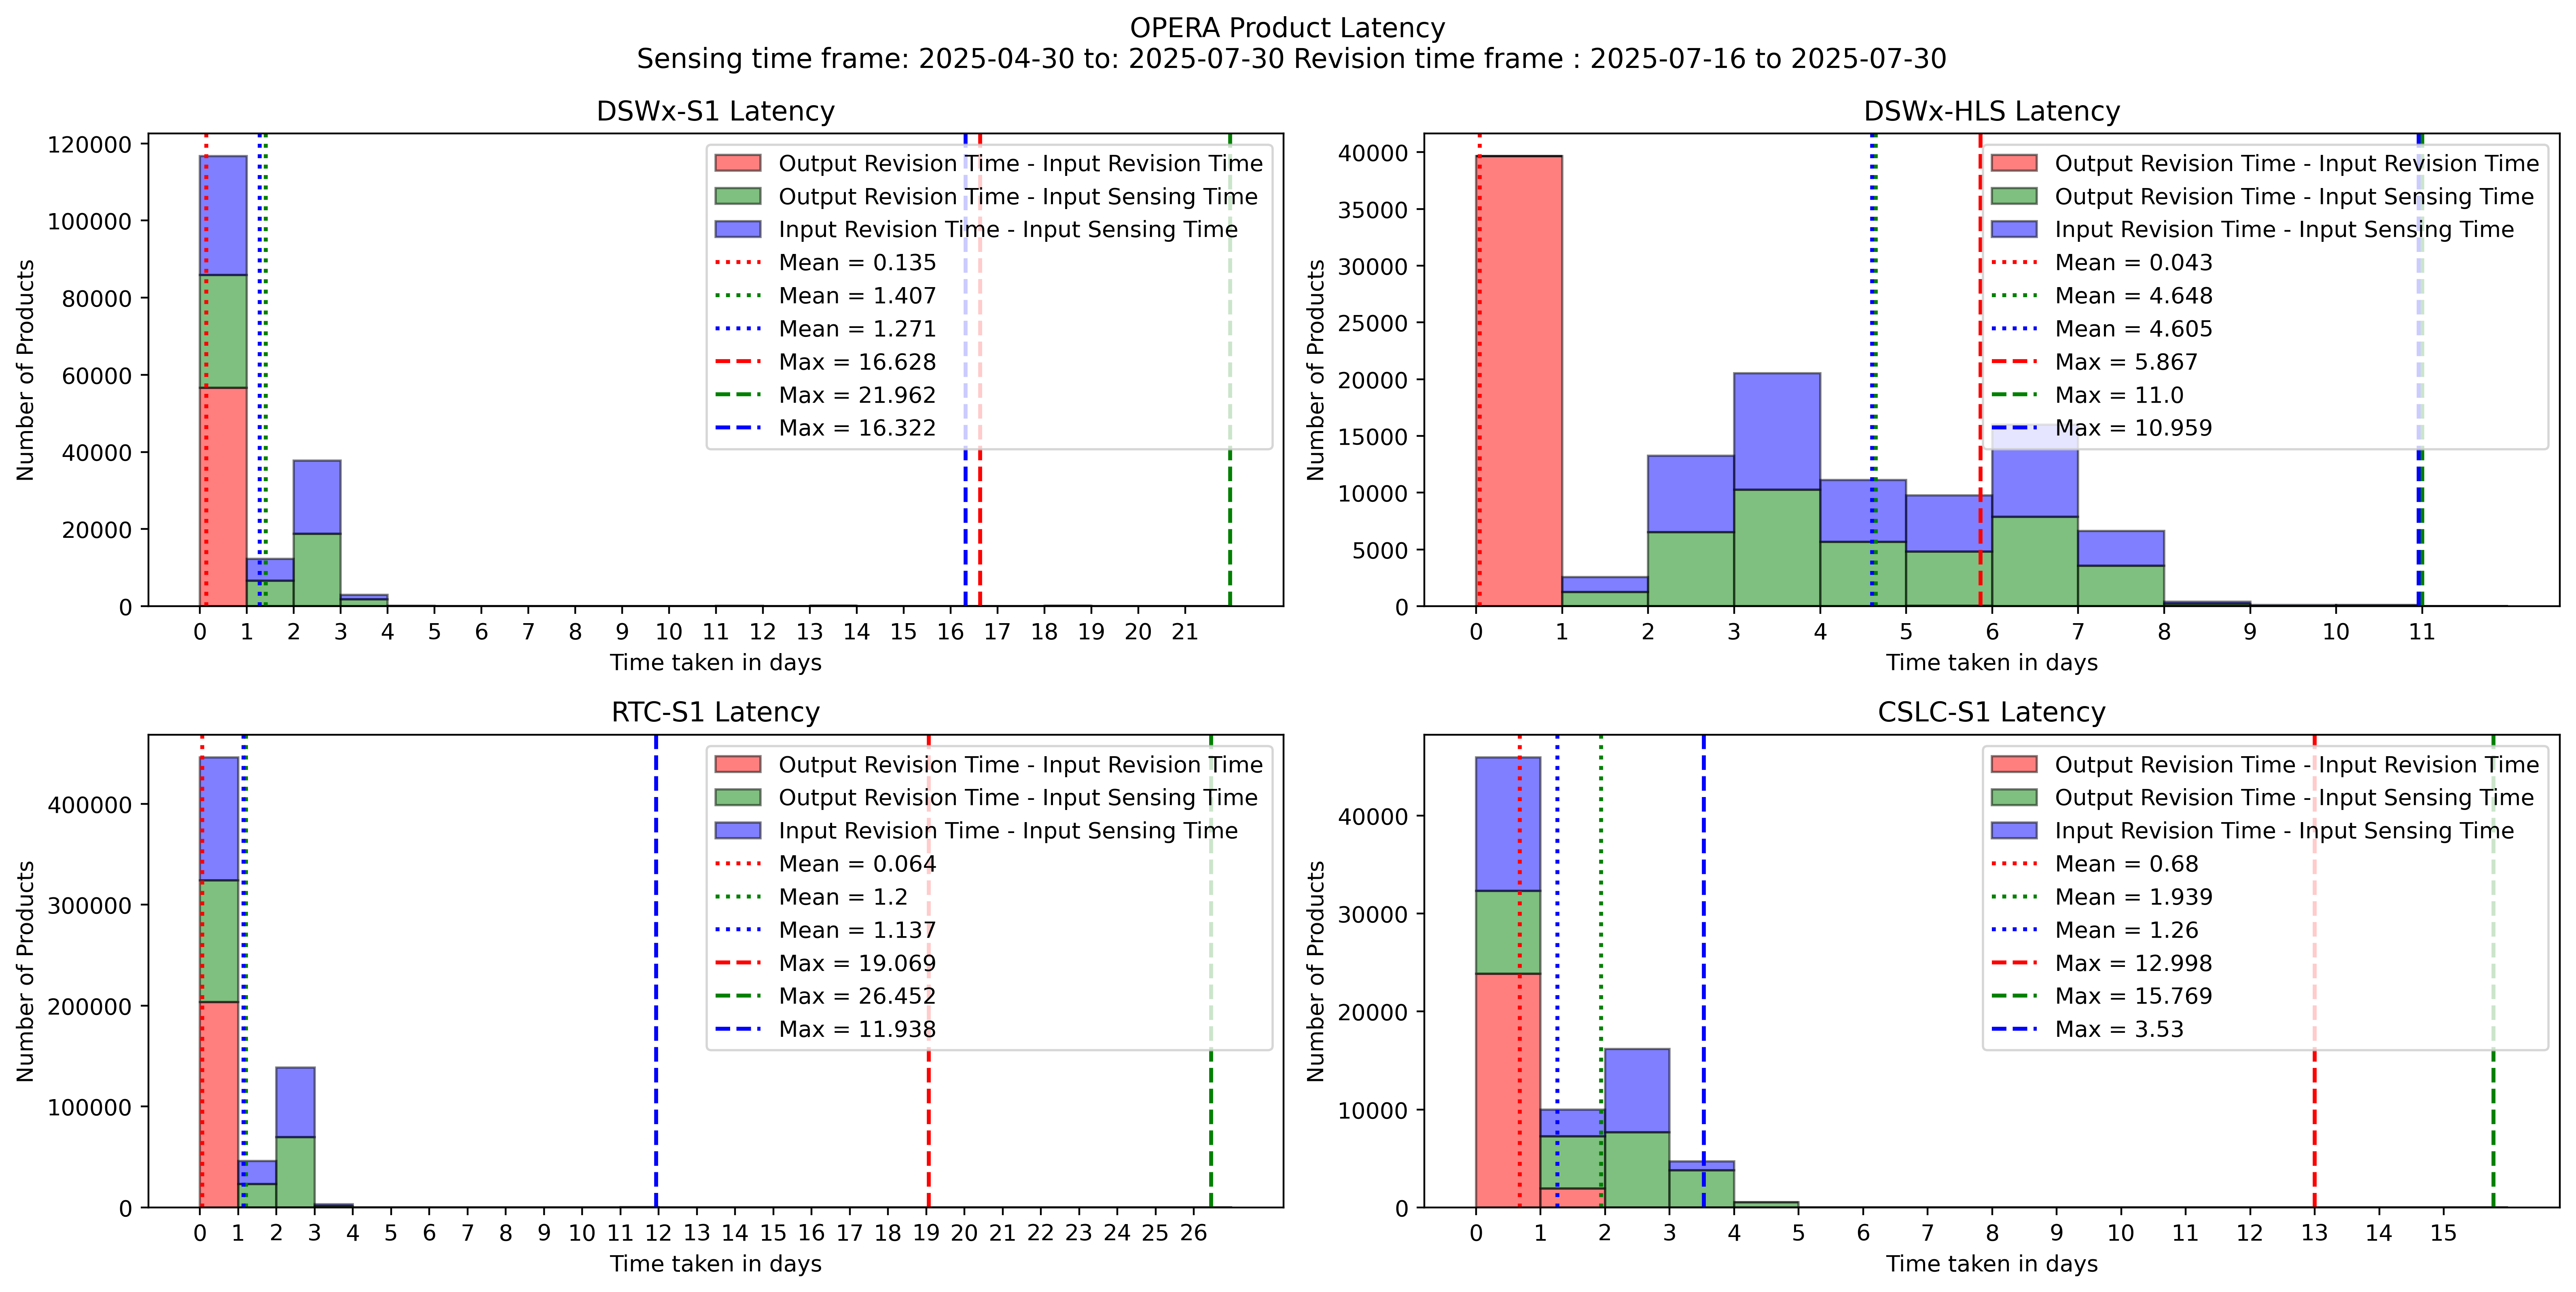 OPERA Product Latency
Sensing time frame: 2025-04-30 to: 2025-07-30 Revision time frame : 2025-07-16 to 2025-07-30
DSWx-S1 Latency
Number of Products
120000
100000
80000
60000
40000
20000
0
Output Revision Time - Input Revision Time
Output Revision Time - Input Sensing Time
Input Revision Time - Input Sensing Time
Mean = 0.135
Mean = 1.407
Mean = 1.271
Max = 16.628
Max = 21.962
Max = 16.322
0 1 2 3 4 5 6 7 8 9 10 11 12 13 14 15 16 17 18 19 20 21
Time taken in days
DSWx-HLS Latency
Number of Products
40000
35000
30000
25000
20000
15000
10000
5000
0
Output Revision Time - Input Revision Time
Output Revision Time - Input Sensing Time
Input Revision Time - Input Sensing Time
Mean = 0.043
Mean = 4.648
Mean = 4.605
Max = 5.867
Max = 11.0
Max = 10.959
0 1 2 3 4 5 6 7 8 9 10 11
Time taken in days
RTC-S1 Latency
Number of Products
400000
300000
200000
100000
0
Output Revision Time - Input Revision Time
Output Revision Time - Input Sensing Time
Input Revision Time - Input Sensing Time
Mean = 0.064
Mean = 1.2
Mean = 1.137
Max = 19.069
Max = 26.452
Max = 11.938
0 1 2 3 4 5 6 7 8 9 10 11 12 13 14 15 16 17 18 19 20 21 22 23 24 25 26
Time taken in days
CSLC-S1 Latency
Number of Products
40000
30000
20000
10000
0
Output Revision Time - Input Revision Time
Output Revision Time - Input Sensing Time
Input Revision Time - Input Sensing Time
Mean = 0.68
Mean = 1.939
Mean = 1.26
Max = 12.998
Max = 15.769
Max = 3.53
0 1 2 3 4 5 6 7 8 9 10 11 12 13 14 15
Time taken in days